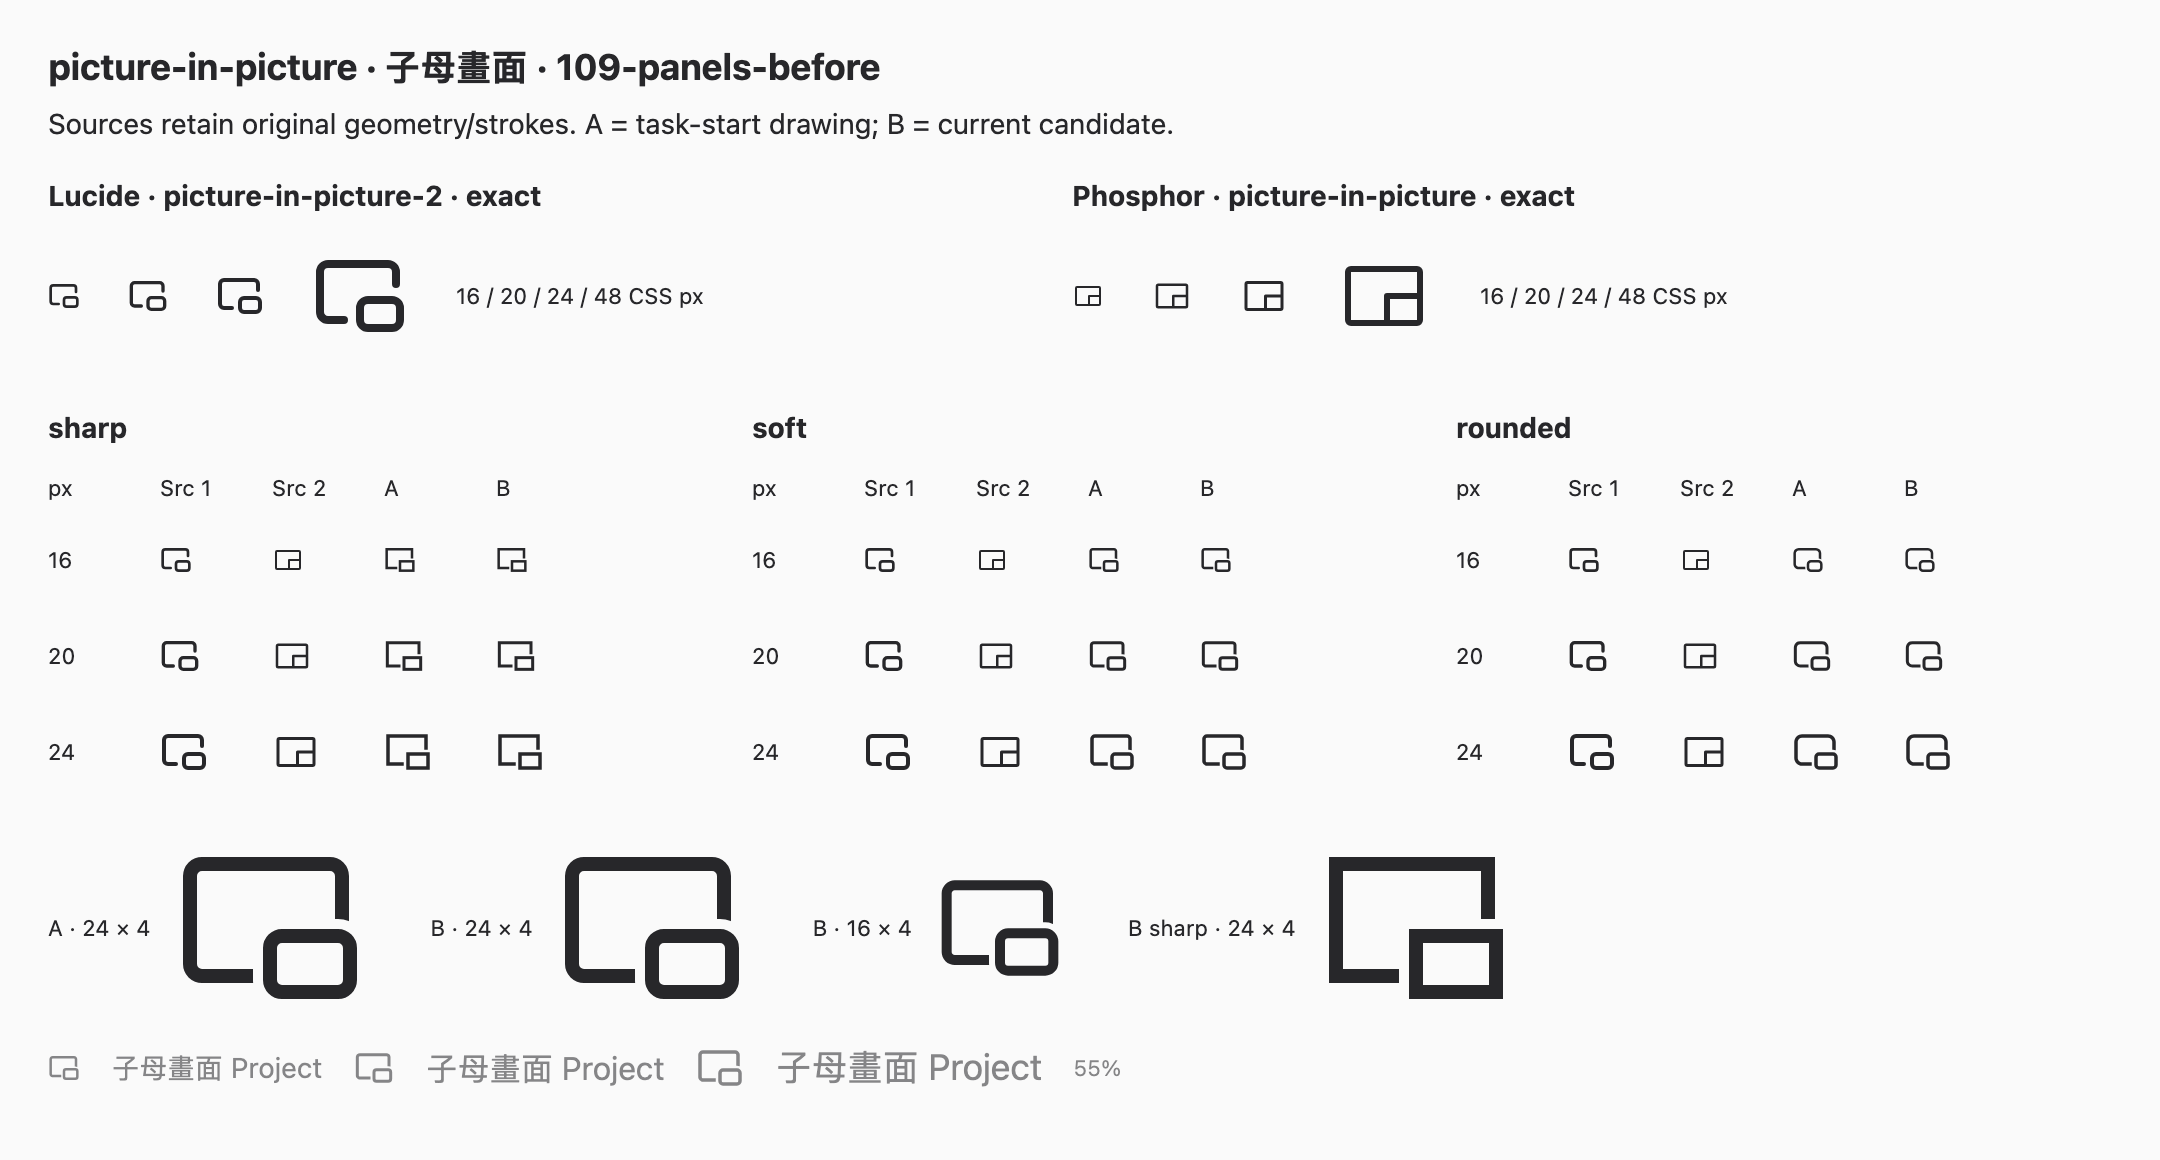 picture-in-picture · 子母畫面 · 109-panels-before
Sources retain original geometry/strokes. A = task-start drawing; B = current candidate.
Lucide · picture-in-picture-2 · exact
16 / 20 / 24 / 48 CSS px
Phosphor · picture-in-picture · exact
16 / 20 / 24 / 48 CSS px
sharp
px Src 1 Src 2 A B
16
20
24
soft
px Src 1 Src 2 A B
16
20
24
rounded
px Src 1 Src 2 A B
16
20
24
A · 24 × 4 B · 24 × 4 B · 16 × 4 B sharp · 24 × 4
子母畫面 Project 子母畫面 Project 子母畫面 Project 55%